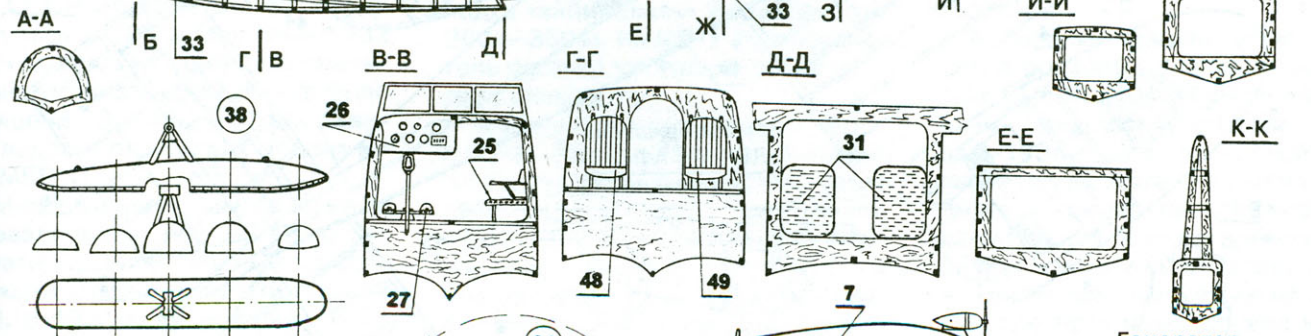 А-А
Б
33
Г
В
Д
Е
Ж
33
З
И-И
В-В
Г-Г
Д-Д
38
26
25
31
Е-Е
К-К
27
48
49
7